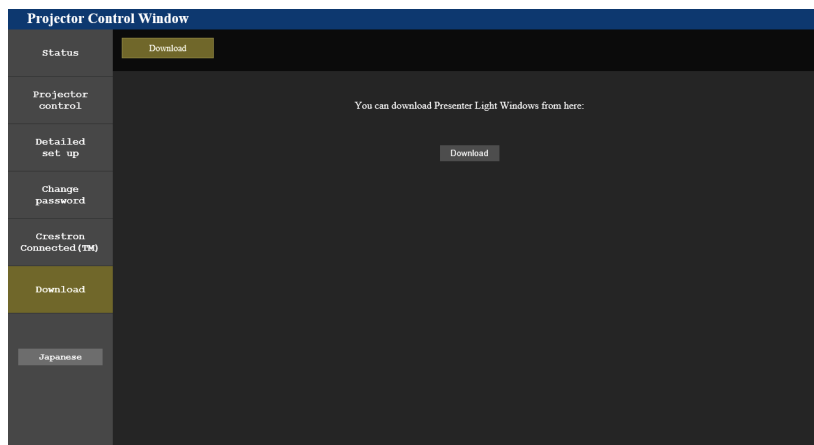 Projector Control Window
Status
Download
Projector
control
You can download Presenter Light Windows from here:
Detailed
set up
Download
Change
password
Crestron
Connected(TM)
Download
Japanese